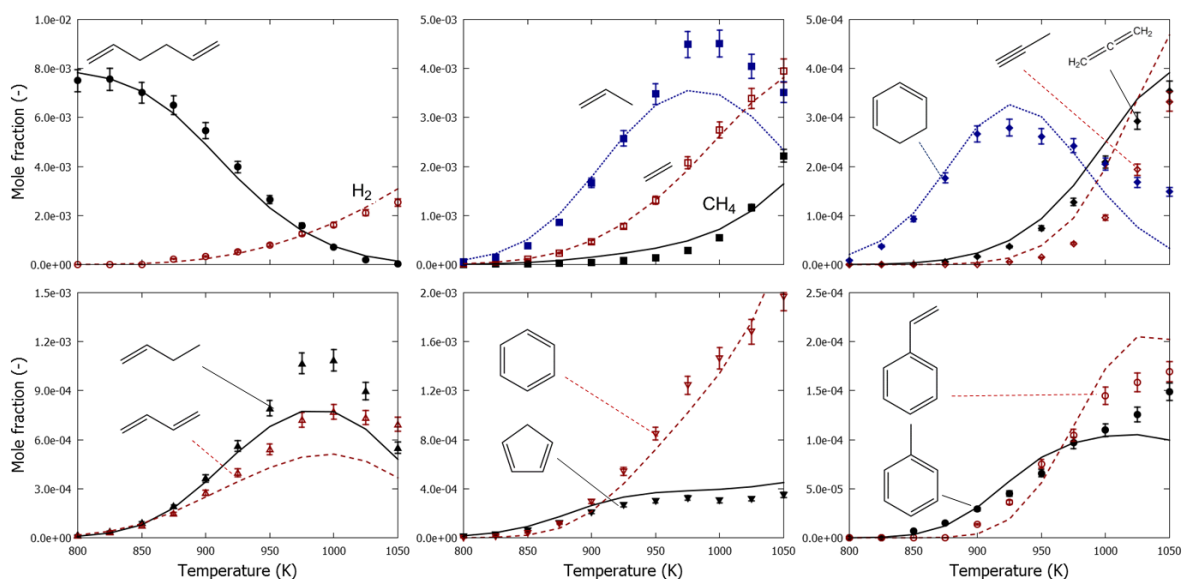 Mole fraction (-)
1.0e-02
8.0e-03
6.0e-03
4.0e-03
2.0e-03
0.0e+00
H2
5.0e-03
4.0e-03
3.0e-03
2.0e-03
1.0e-03
0.0e+00
CH4
5.0e-04
4.0e-04
3.0e-04
2.0e-04
1.0e-04
0.0e+00
H2C
CH2
Mole fraction (-)
1.5e-03
1.2e-03
9.0e-04
6.0e-04
3.0e-04
0.0e+00
800 850 900 950 1000 1050
Temperature (K)
2.0e-03
1.6e-03
1.2e-03
8.0e-04
4.0e-04
0.0e+00
800 850 900 950 1000 1050
Temperature (K)
2.5e-04
2.0e-04
1.5e-04
1.0e-04
5.0e-05
0.0e+00
800 850 900 950 1000 1050
Temperature (K)